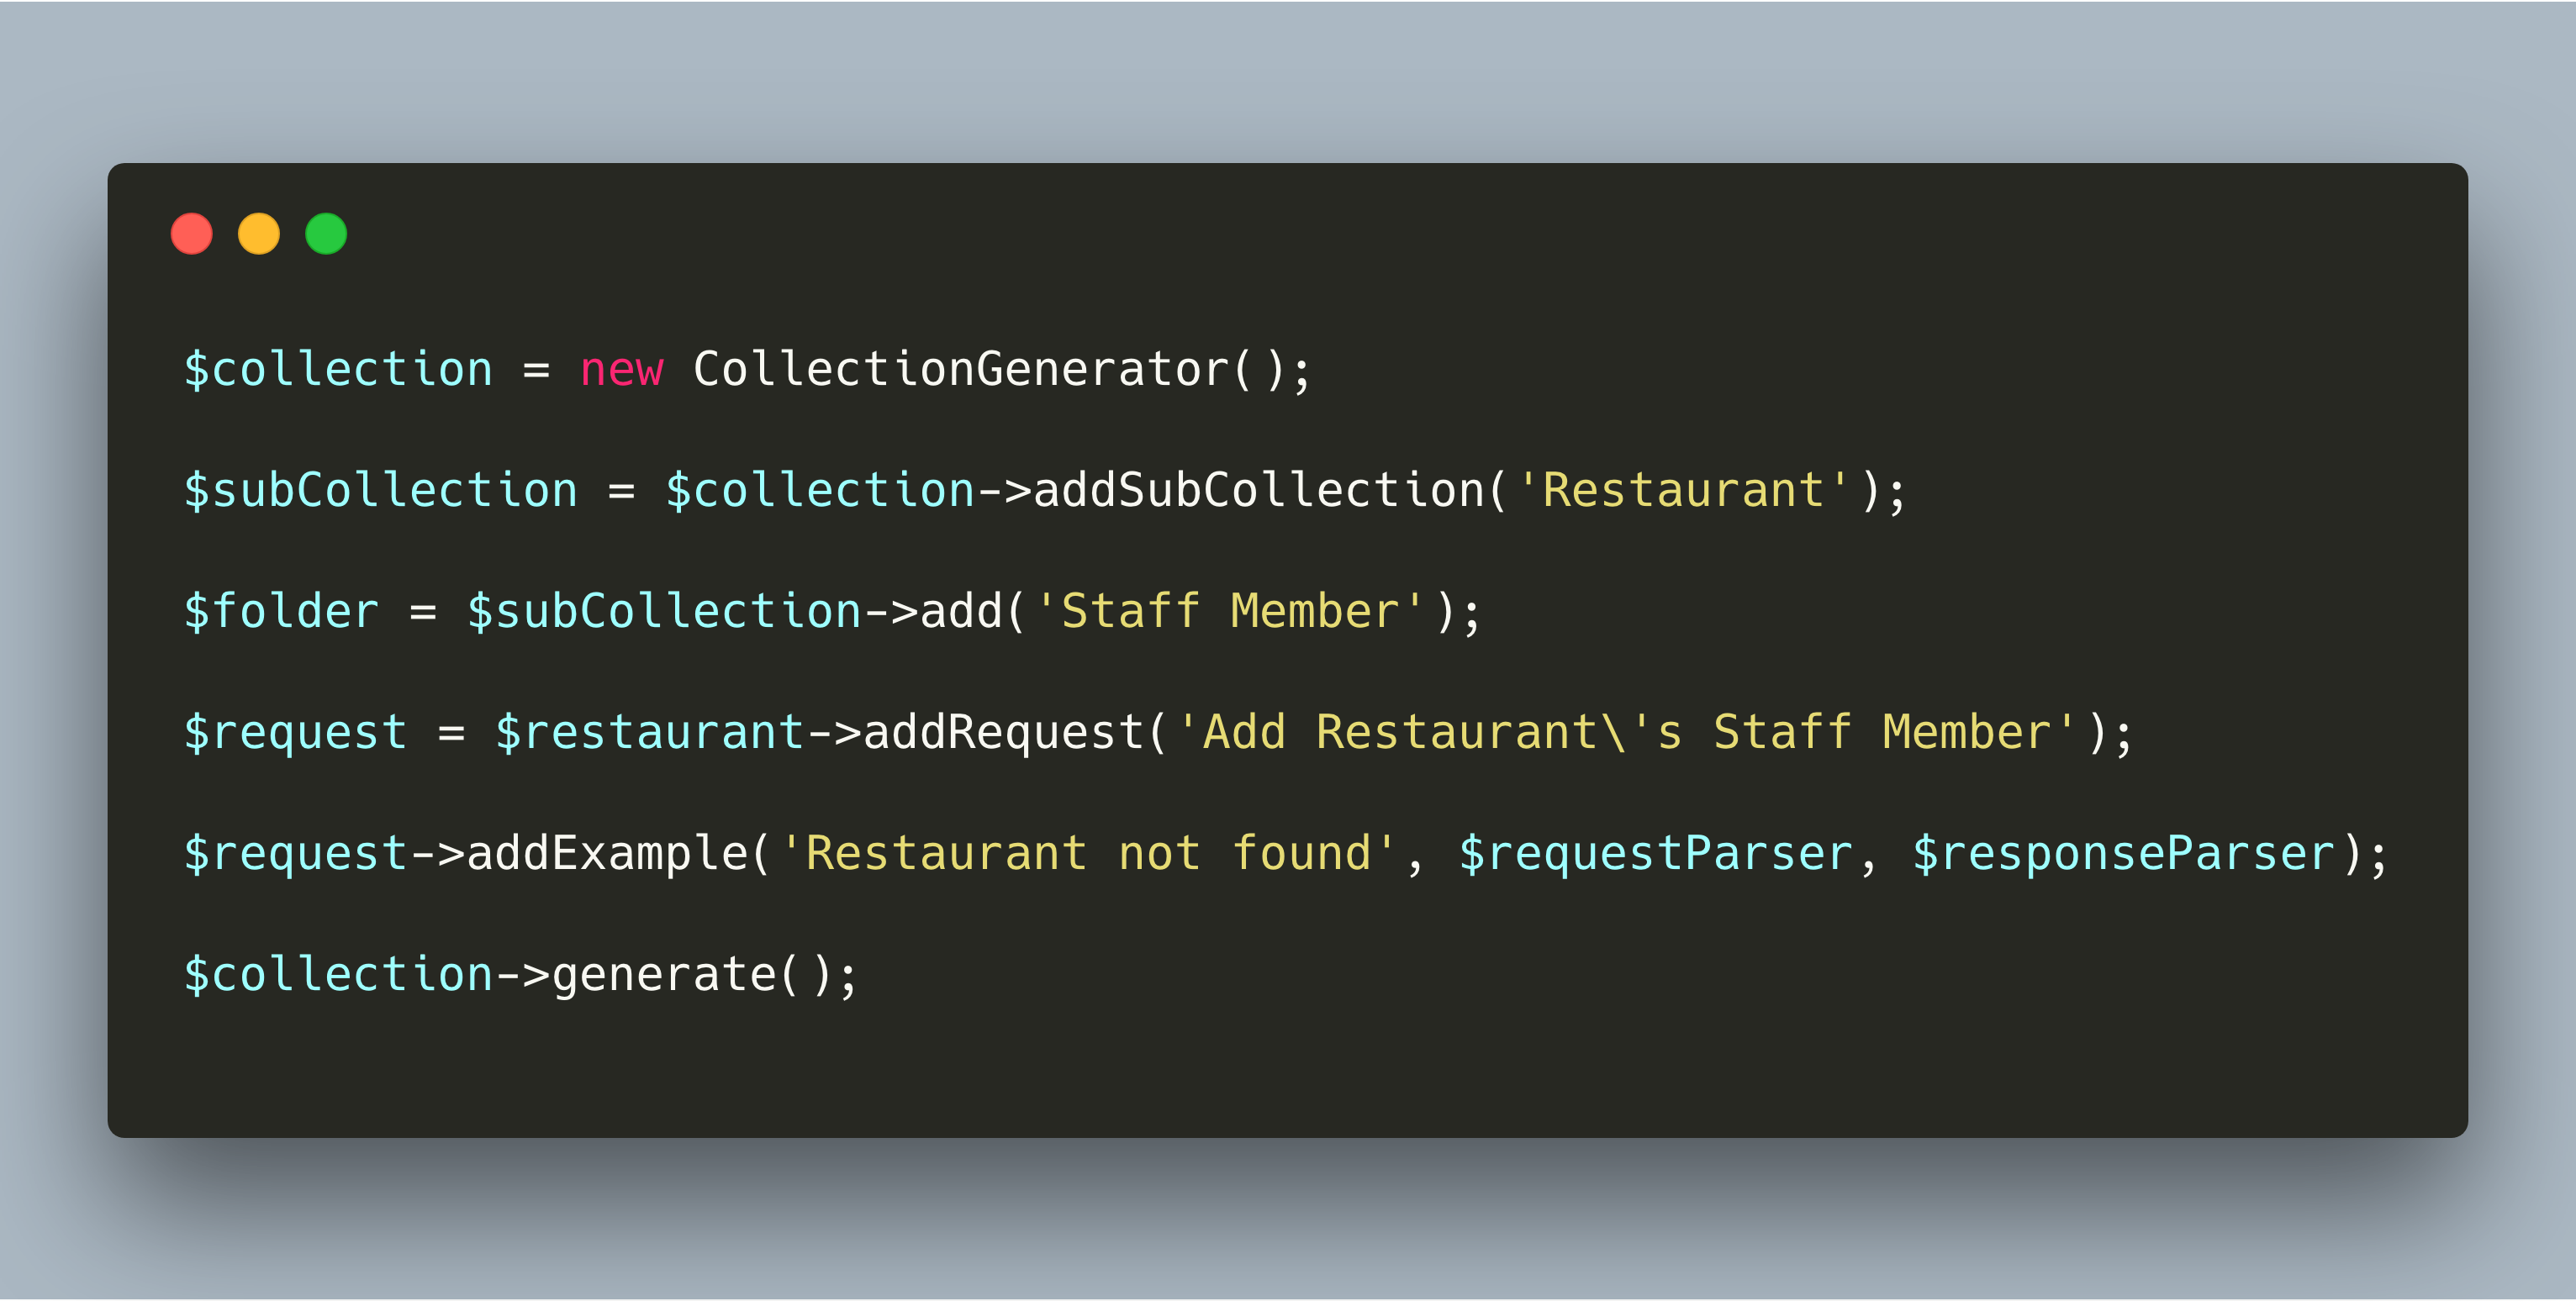 $collection = new CollectionGenerator();
$subCollection = $collection->addSubCollection('Restaurant');
$folder = $subCollection->add('Staff Member');
$request = $restaurant->addRequest('Add Restaurant\'s Staff Member');
$request->addExample('Restaurant not found', $requestParser, $responseParser);
$collection->generate();